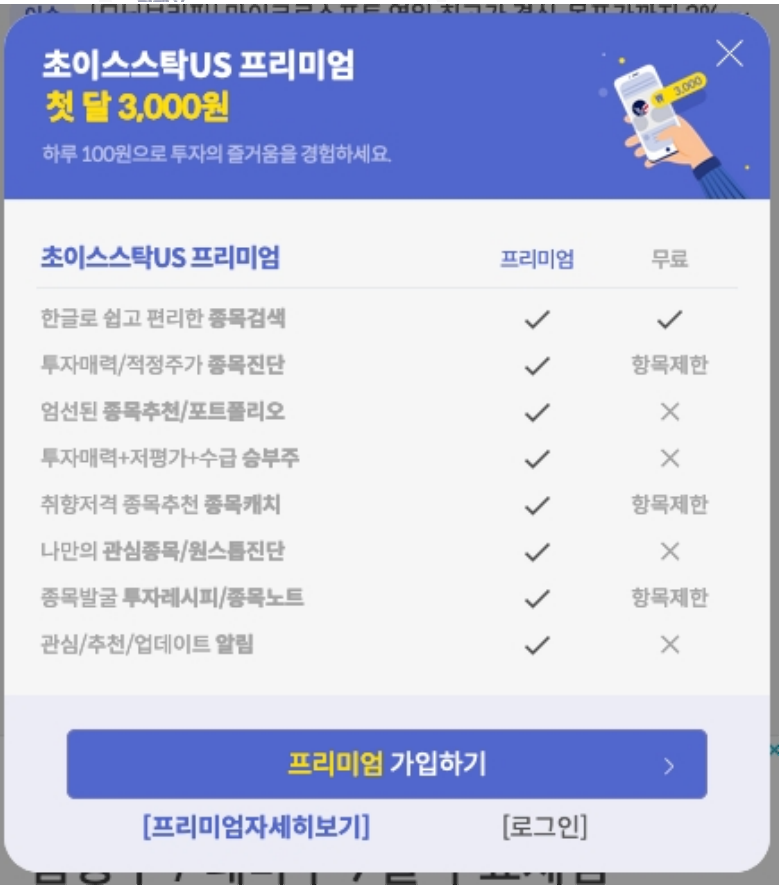 초이스스탁US 프리미엄
첫 달 3,000원
하루 100원으로 투자의 즐거움을 경험하세요.
₩ 3,000
초이스스탁US 프리미엄 프리미엄 무료
한글로 쉽고 편리한 종목검색
투자매력/적정주가 종목진단 항목제한
엄선된 종목추천/포트폴리오
투자매력+저평가+수급 승부주
취향저격 종목추천 종목캐치 항목제한
나만의 관심종목/원스톱진단
종목발굴 투자레시피/종목노트 항목제한
관심/추천/업데이트 알림
프리미엄 가입하기
[프리미엄자세히보기] [로그인]